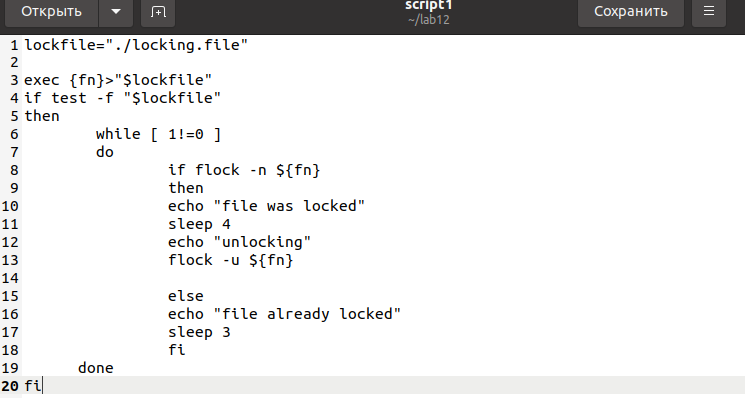 Открыть
script1
~/lab12
Сохранить
1 lockfile="./locking.file"
2
3 exec {fn}>"$lockfile"
4 if test -f "$lockfile"
5 then
6         while [ 1!=0 ]
7         do
8                 if flock -n ${fn}
9                 then
10                 echo "file was locked"
11                 sleep 4
12                 echo "unlocking"
13                 flock -u ${fn}
14
15                 else
16                 echo "file already locked"
17                 sleep 3
18                 fi
19       done
20 fi